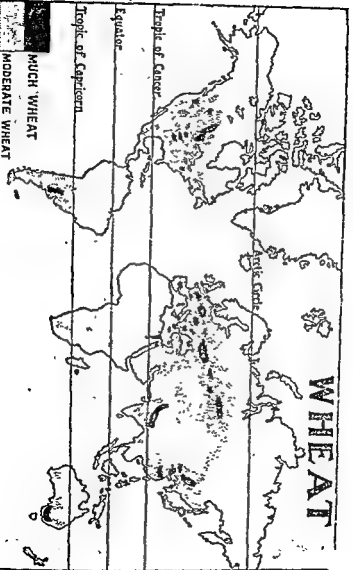 WHEAT
Arctic Circle
Tropic of Cancer
Equator
Tropic of Capricorn
MUCH WHEAT
MODERATE WHEAT